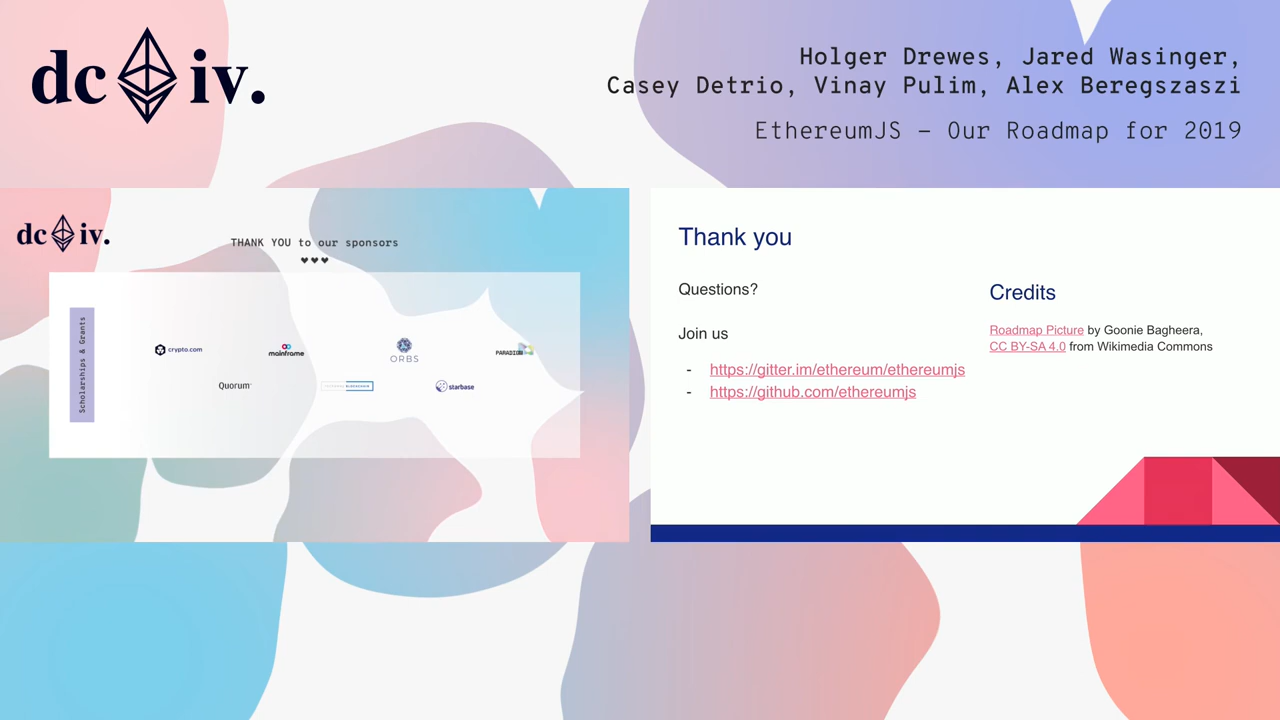 dc iv.
Holger Drewes, Jared Wasinger,
Casey Detrio, Vinay Pulim, Alex Beregszaszi
EthereumJS – Our Roadmap for 2019
dc iv.
THANK YOU to our sponsors
♥♥♥
Scholarships & Grants
crypto.com
mainframe
ORBS
PARADIGM
Quorum
BLOCKCHAIN
starbase
Thank you
Questions?
Join us
- https://gitter.im/ethereum/ethereumjs
- https://github.com/ethereumjs
Credits
Roadmap Picture by Goonie Bagheera,
CC BY-SA 4.0 from Wikimedia Commons